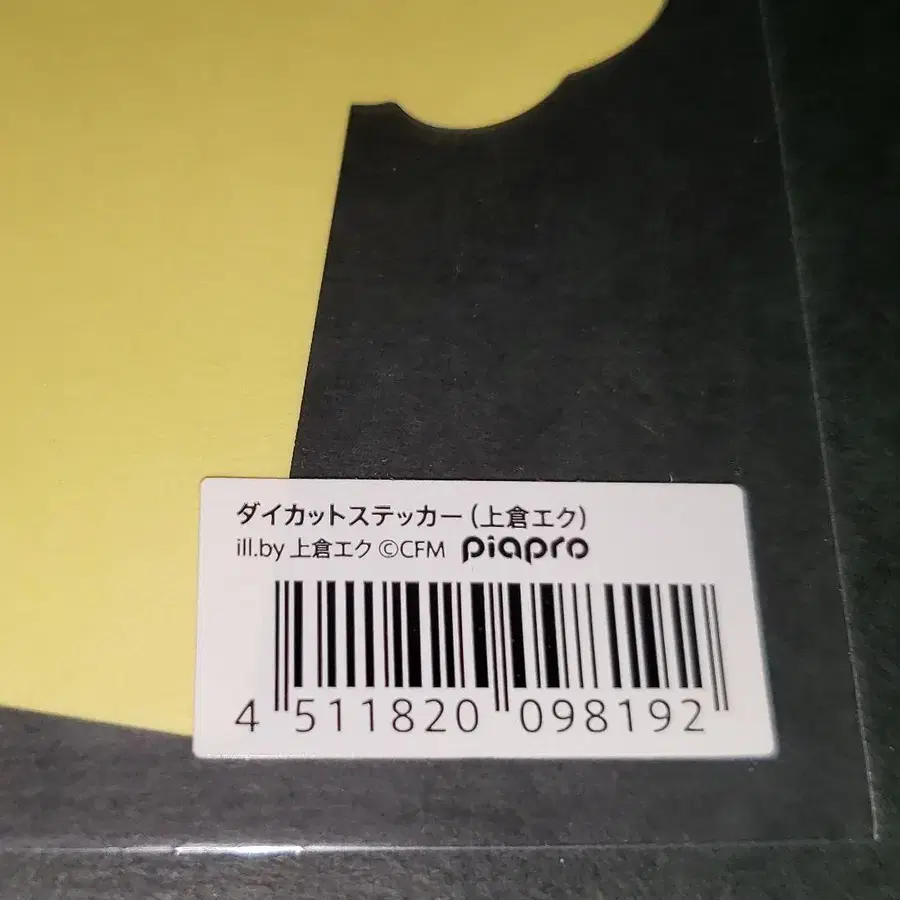 ダイカットステッカー(上倉エク)
ill.by 上倉エク ©CFM piapro
4 511820 098192